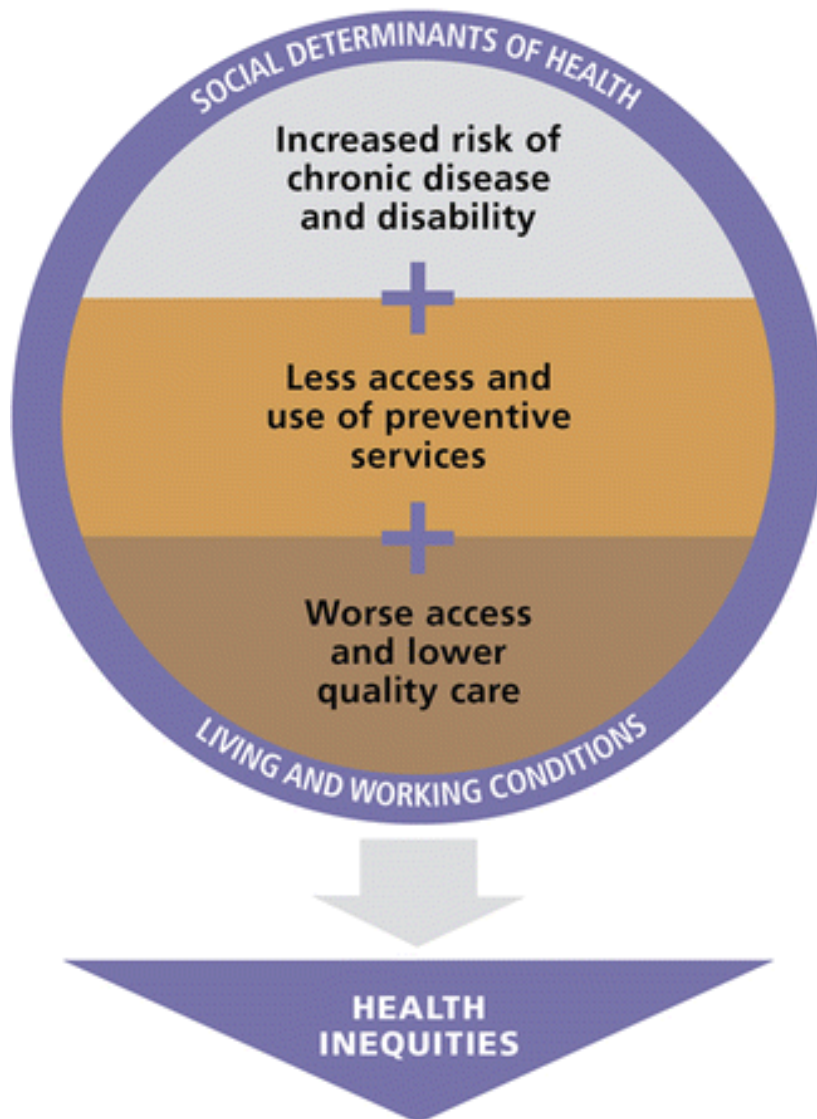 SOCIAL DETERMINANTS OF HEALTH
Increased risk of
chronic disease
and disability
+
Less access and
use of preventive
services
+
Worse access
and lower
quality care
LIVING AND WORKING CONDITIONS
HEALTH
INEQUITIES